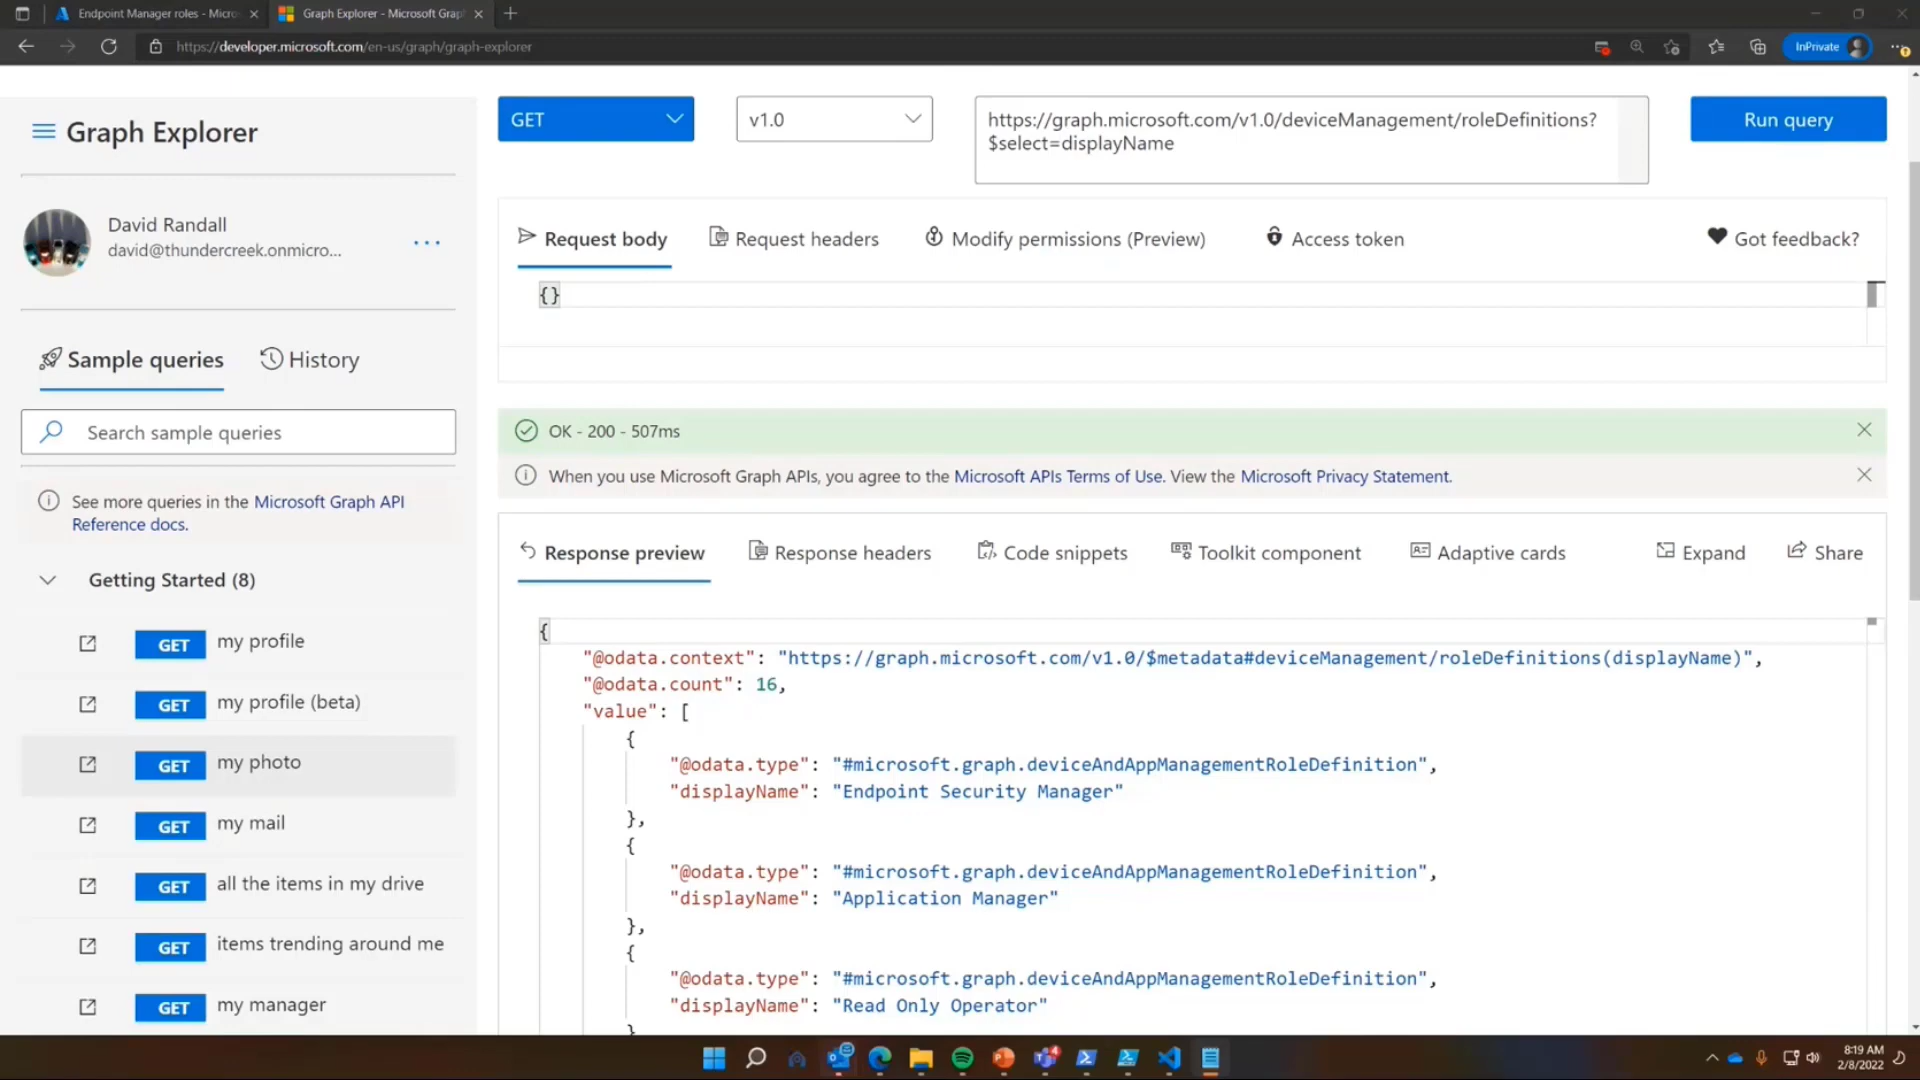 Endpoint Manager roles - Micro
Graph Explorer - Microsoft Grap
https://developer.microsoft.com/en-us/graph/graph-explorer
InPrivate
Graph Explorer
David Randall
david@thundercreek.onmicro...
Sample queries
History
Search sample queries
See more queries in the Microsoft Graph API
Reference docs.
Getting Started (8)
GET my profile
GET my profile (beta)
GET my photo
GET my mail
GET all the items in my drive
GET items trending around me
GET my manager
GET
v1.0
https://graph.microsoft.com/v1.0/deviceManagement/roleDefinitions?
$select=displayName
Run query
Request body
Request headers
Modify permissions (Preview)
Access token
Got feedback?
{}
OK - 200 - 507ms
When you use Microsoft Graph APIs, you agree to the Microsoft APIs Terms of Use. View the Microsoft Privacy Statement.
Response preview
Response headers
Code snippets
Toolkit component
Adaptive cards
Expand
Share
{
"@odata.context": "https://graph.microsoft.com/v1.0/$metadata#deviceManagement/roleDefinitions(displayName)",
"@odata.count": 16,
"value": [
{
"@odata.type": "#microsoft.graph.deviceAndAppManagementRoleDefinition",
"displayName": "Endpoint Security Manager"
},
{
"@odata.type": "#microsoft.graph.deviceAndAppManagementRoleDefinition",
"displayName": "Application Manager"
},
{
"@odata.type": "#microsoft.graph.deviceAndAppManagementRoleDefinition",
"displayName": "Read Only Operator"
}
8:19 AM
2/8/2022